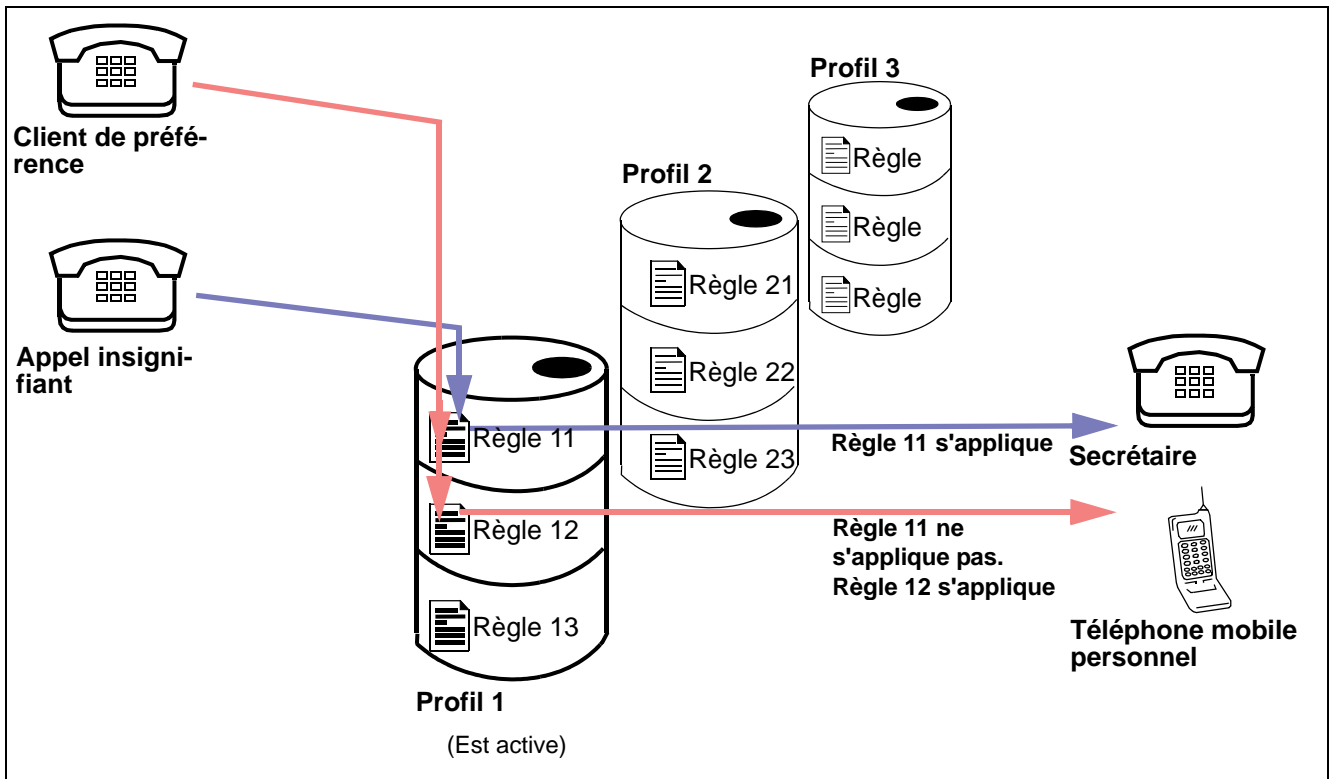 Client de préfé-
rence
Appel insigni-
fiant
Profil 3
Règle
Règle
Règle
Profil 2
Règle 21
Règle 22
Règle 23
Règle 11
Règle 12
Règle 13
Profil 1
(Est active)
Règle 11 s'applique
Secrétaire
Règle 11 ne
s'applique pas.
Règle 12 s'applique
Téléphone mobile
personnel